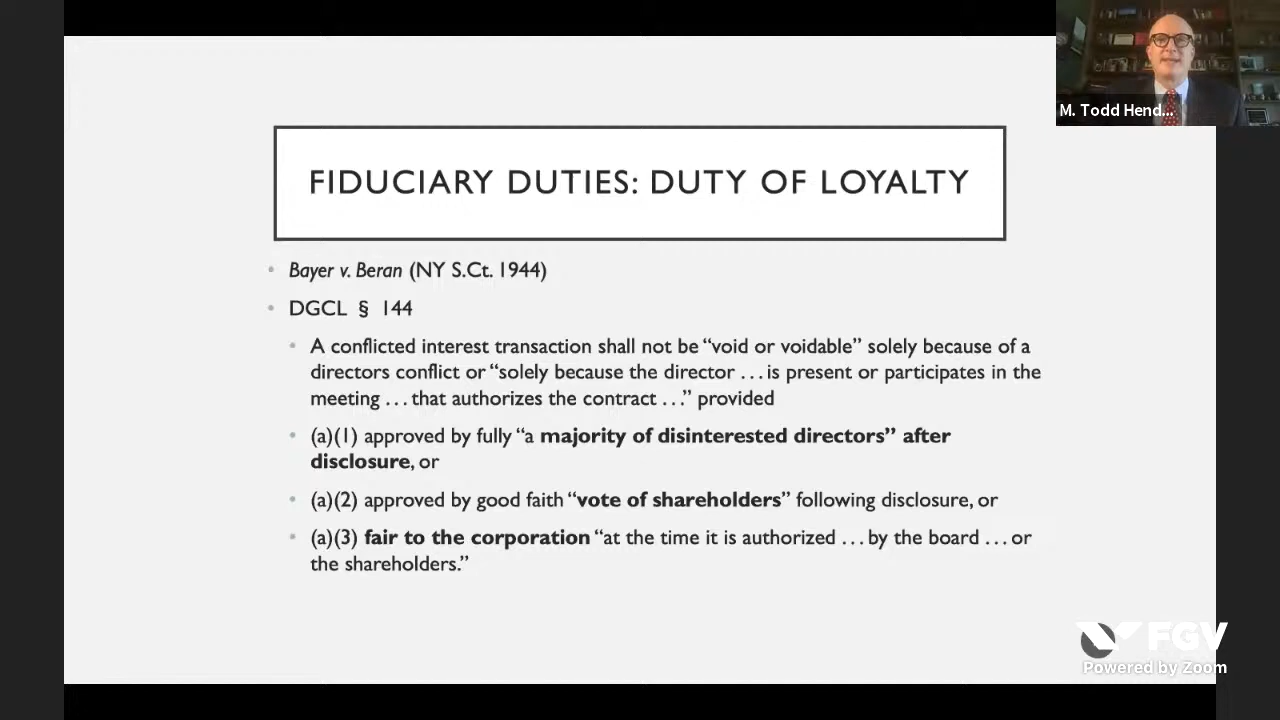 M. Todd Hend...
FIDUCIARY DUTIES: DUTY OF LOYALTY
• Bayer v. Beran (NY S.Ct. 1944)
• DGCL § 144
• A conflicted interest transaction shall not be “void or voidable” solely because of a
directors conflict or “solely because the director . . . is present or participates in the
meeting . . . that authorizes the contract . . .” provided
• (a)(1) approved by fully “a majority of disinterested directors” after
disclosure, or
• (a)(2) approved by good faith “vote of shareholders” following disclosure, or
• (a)(3) fair to the corporation “at the time it is authorized . . . by the board . . . or
the shareholders.”
FGV
Powered by Zoom